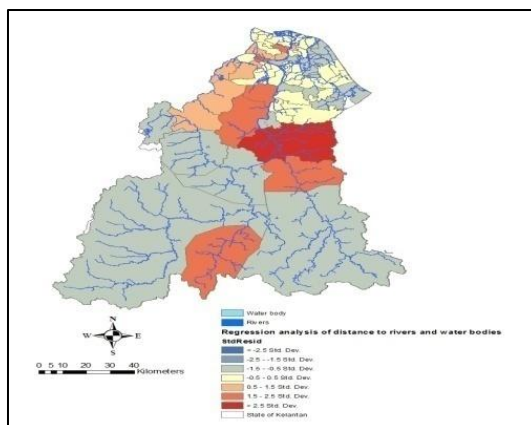 N
W E
S
0 5 10 20 30 40
Kilometers
Water body
Rivers
Regression analysis of distance to rivers and water bodies
StdResid
< -2.5 Std. Dev.
-2.5 - -1.5 Std. Dev.
-1.5 - -0.5 Std. Dev.
-0.5 - 0.5 Std. Dev.
0.5 - 1.5 Std. Dev.
1.5 - 2.5 Std. Dev.
> 2.5 Std. Dev.
State of Kelantan